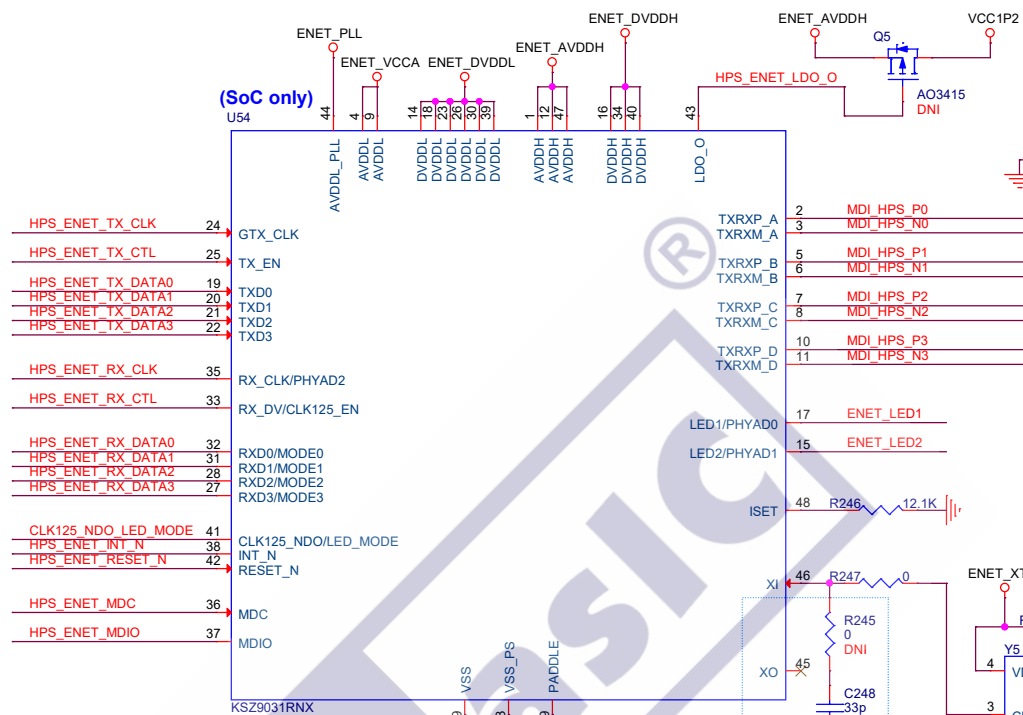 ENET_DVDDH
ENET_AVDDH
VCC1P2
ENET_PLL
ENET_AVDDH
Q5
ENET_VCCA
ENET_DVDDL
HPS_ENET_LDO_O
AO3415
DNI
(SoC only)
U54
44
4
9
14
18
23
26
30
39
1
12
47
16
34
40
43
AVDDL_PLL
AVDDL
AVDDL
DVDDL
DVDDL
DVDDL
DVDDL
DVDDL
DVDDL
AVDDH
AVDDH
AVDDH
DVDDH
DVDDH
DVDDH
LDO_O
HPS_ENET_TX_CLK 24 GTX_CLK
HPS_ENET_TX_CTL 25 TX_EN
HPS_ENET_TX_DATA0 19 TXD0
HPS_ENET_TX_DATA1 20 TXD1
HPS_ENET_TX_DATA2 21 TXD2
HPS_ENET_TX_DATA3 22 TXD3
HPS_ENET_RX_CLK 35 RX_CLK/PHYAD2
HPS_ENET_RX_CTL 33 RX_DV/CLK125_EN
HPS_ENET_RX_DATA0 32 RXD0/MODE0
HPS_ENET_RX_DATA1 31 RXD1/MODE1
HPS_ENET_RX_DATA2 28 RXD2/MODE2
HPS_ENET_RX_DATA3 27 RXD3/MODE3
CLK125_NDO_LED_MODE 41 CLK125_NDO/LED_MODE
HPS_ENET_INT_N 38 INT_N
HPS_ENET_RESET_N 42 RESET_N
HPS_ENET_MDC 36 MDC
HPS_ENET_MDIO 37 MDIO
TXRXP_A 2 MDI_HPS_P0
TXRXM_A 3 MDI_HPS_N0
TXRXP_B 5 MDI_HPS_P1
TXRXM_B 6 MDI_HPS_N1
TXRXP_C 7 MDI_HPS_P2
TXRXM_C 8 MDI_HPS_N2
TXRXP_D 10 MDI_HPS_P3
TXRXM_D 11 MDI_HPS_N3
LED1/PHYAD0 17 ENET_LED1
LED2/PHYAD1 15 ENET_LED2
ISET 48 R246 12.1K
XI 46 R247 0
ENET_XT
R245
0
DNI
XO 45
C248
33p
Y5
4
3
VSS
VSS_PS
PADDLE
KSZ9031RNX
asic
®